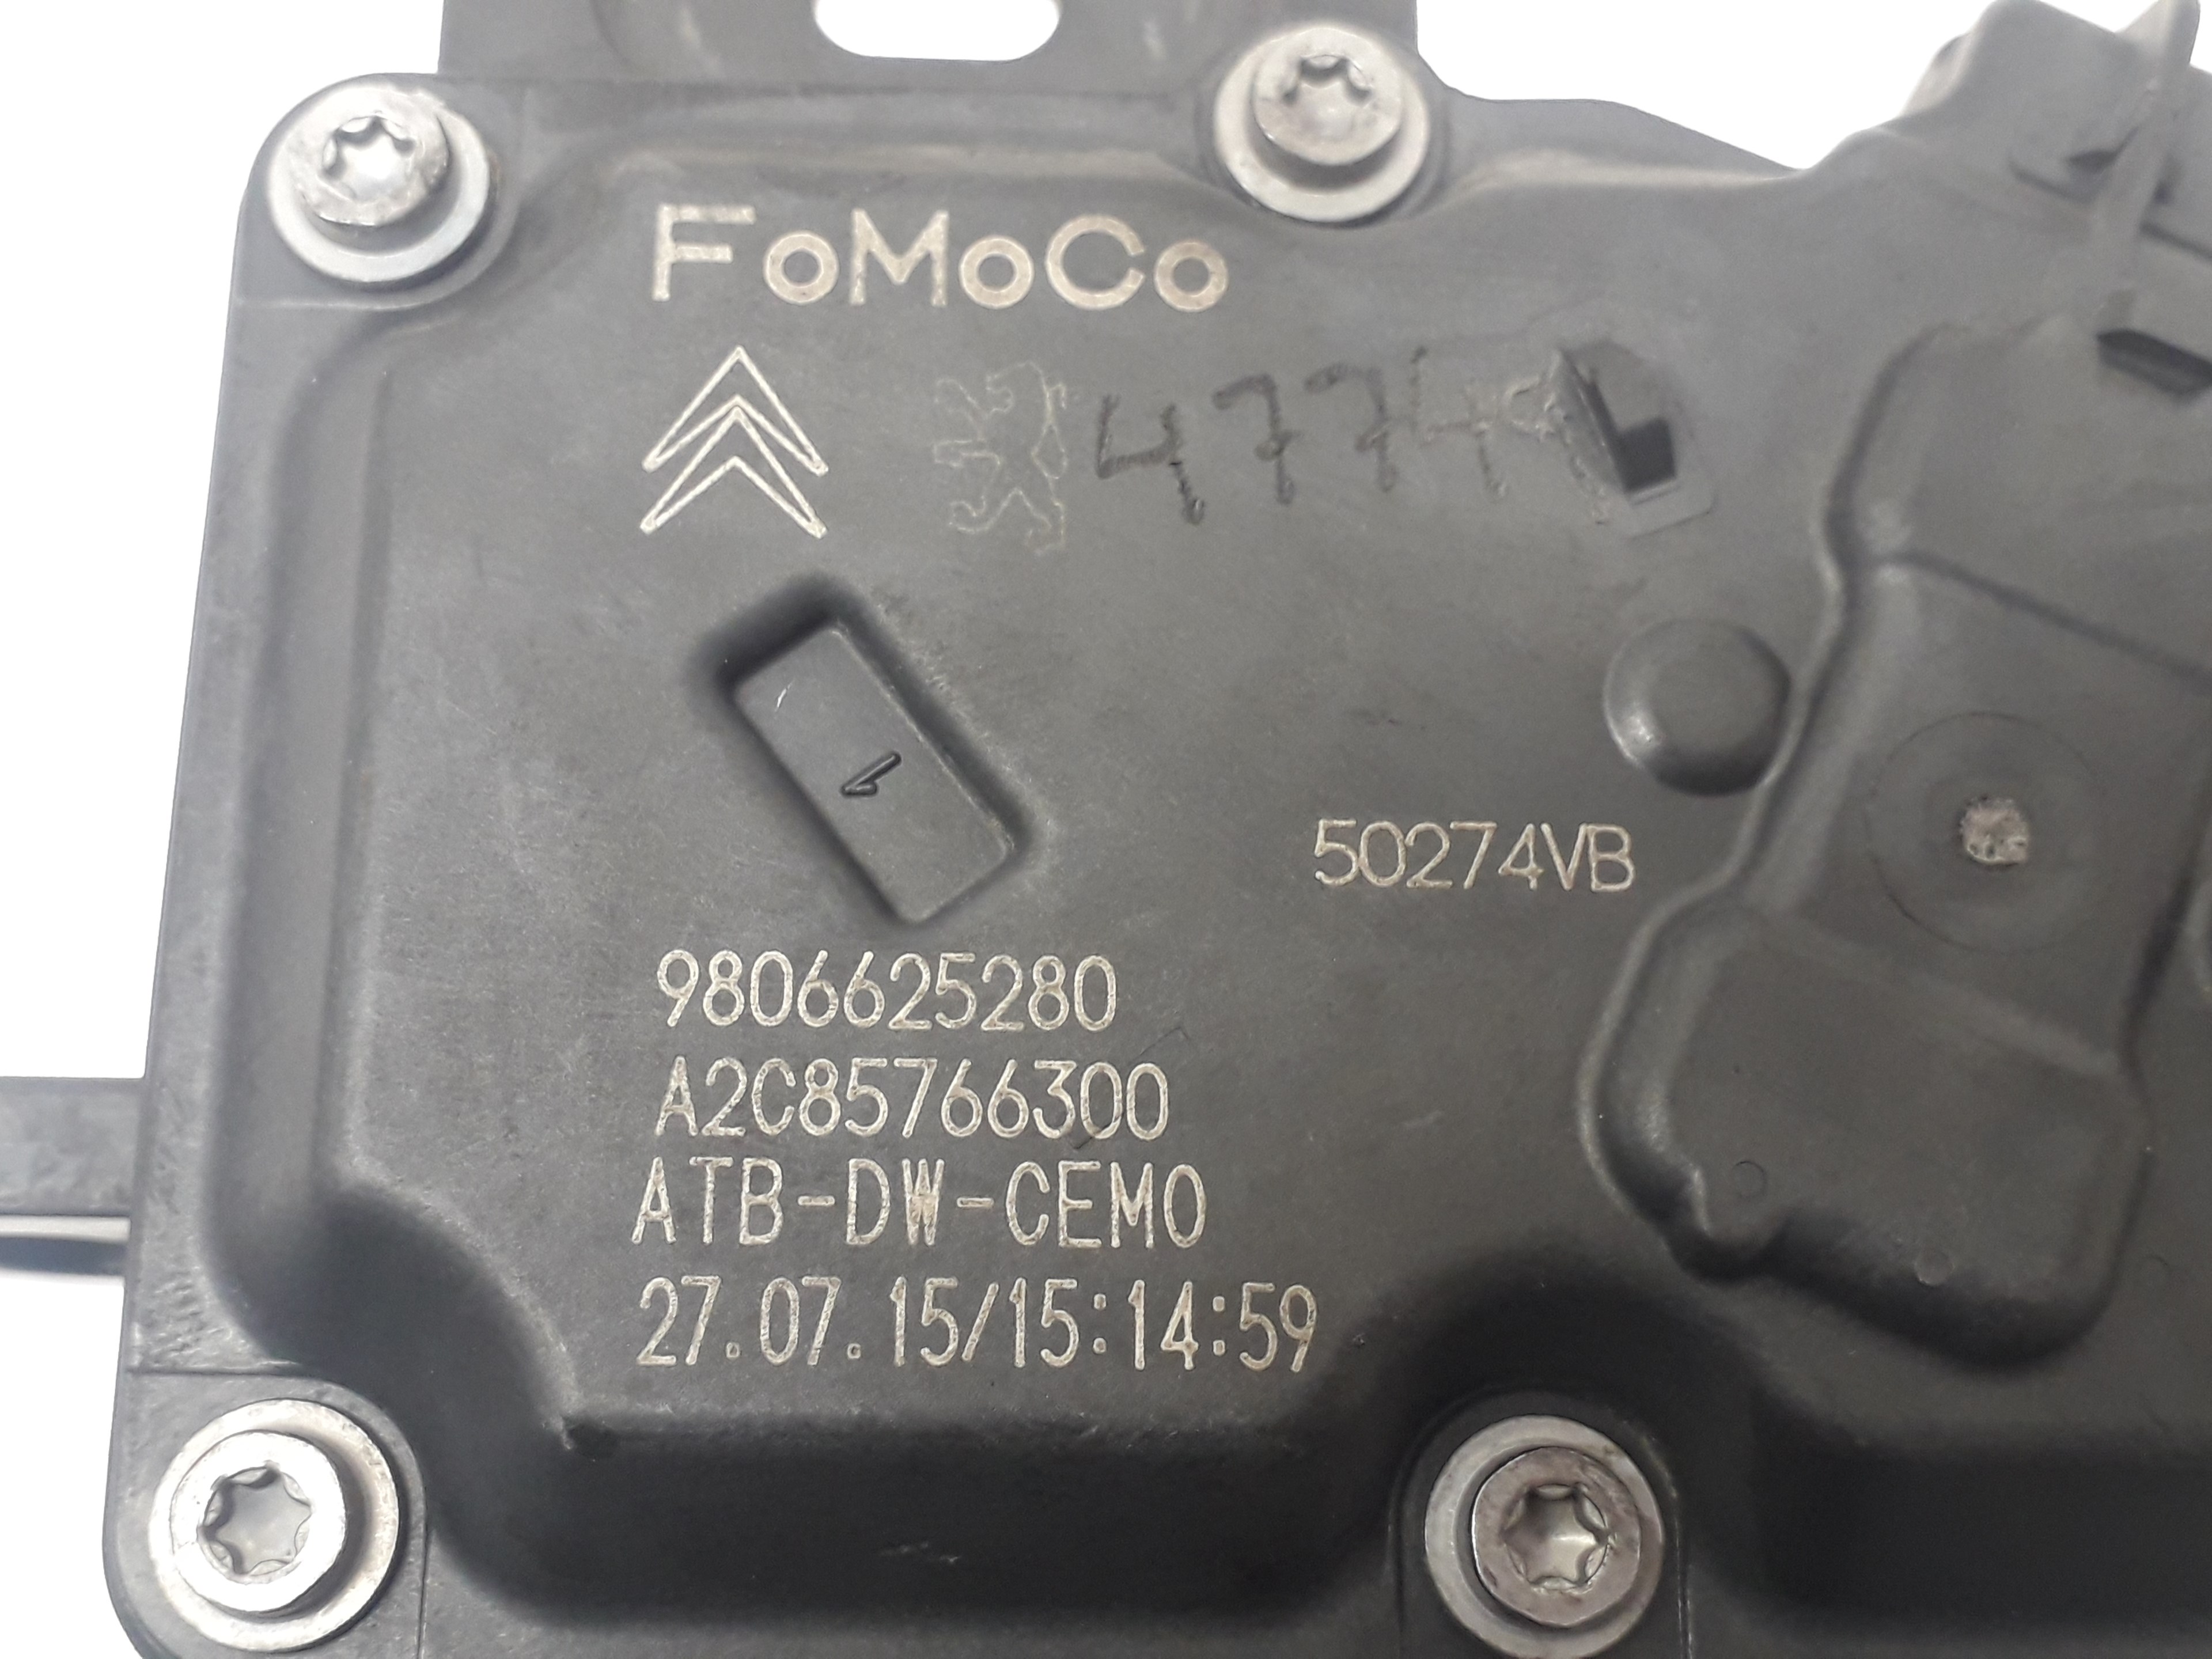 FoMoCo
4774
50274VB
9806625280
A2C85766300
ATB-DW-CEMO
27.07.15/15:14:59